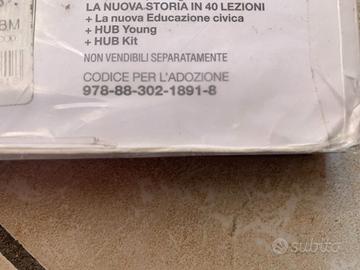 LA NUOVA STORIA IN 40 LEZIONI
+ La nuova Educazione civica
+ HUB Young
+ HUB Kit
NON VENDIBILI SEPARATAMENTE
CODICE PER L'ADOZIONE
978-88-302-1891-8
subito